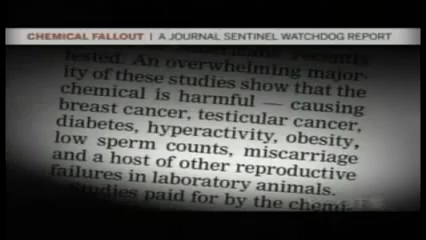 CHEMICAL FALLOUT | A JOURNAL SENTINEL WATCHDOG REPORT
tested. An overwhelming major-
ity of these studies show that the
chemical is harmful — causing
breast cancer, testicular cancer,
diabetes, hyperactivity, obesity,
low sperm counts, miscarriage
and a host of other reproductive
failures in laboratory animals.
Studies paid for by the chem